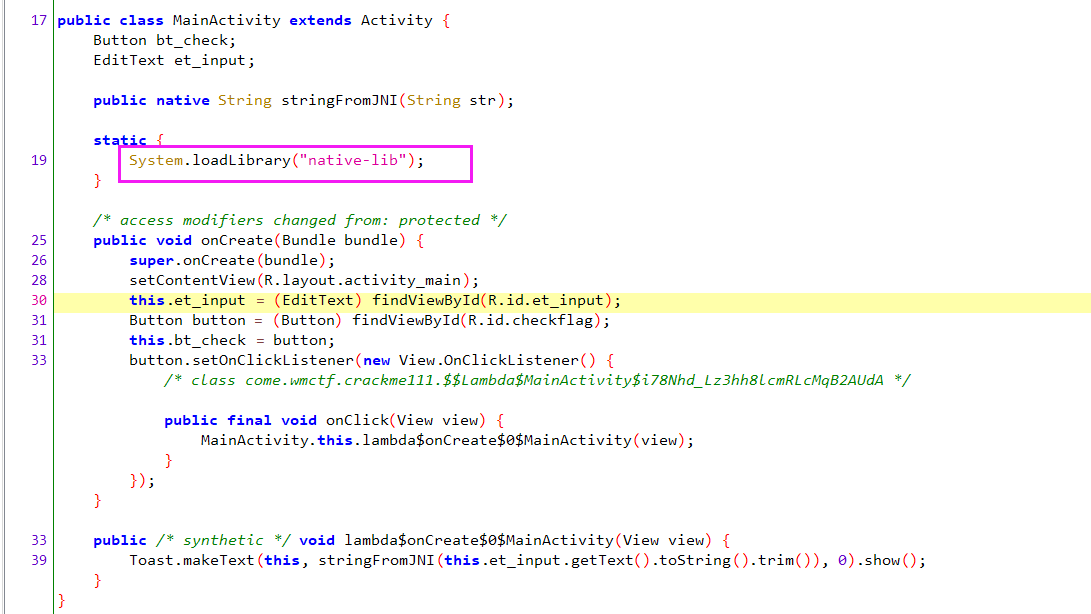 17 public class MainActivity extends Activity {
Button bt_check;
EditText et_input;
public native String stringFromJNI(String str);
static {
19 System.loadLibrary("native-lib");
}
/* access modifiers changed from: protected */
25 public void onCreate(Bundle bundle) {
26 super.onCreate(bundle);
28 setContentView(R.layout.activity_main);
30 this.et_input = (EditText) findViewById(R.id.et_input);
31 Button button = (Button) findViewById(R.id.checkflag);
31 this.bt_check = button;
33 button.setOnClickListener(new View.OnClickListener() {
/* class come.wmctf.crackme111.$$Lambda$MainActivity$i78Nhd_Lz3hh8lcmRLcMqB2AUdA */
public final void onClick(View view) {
MainActivity.this.lambda$onCreate$0$MainActivity(view);
}
});
}
33 public /* synthetic */ void lambda$onCreate$0$MainActivity(View view) {
39 Toast.makeText(this, stringFromJNI(this.et_input.getText().toString().trim()), 0).show();
}
}